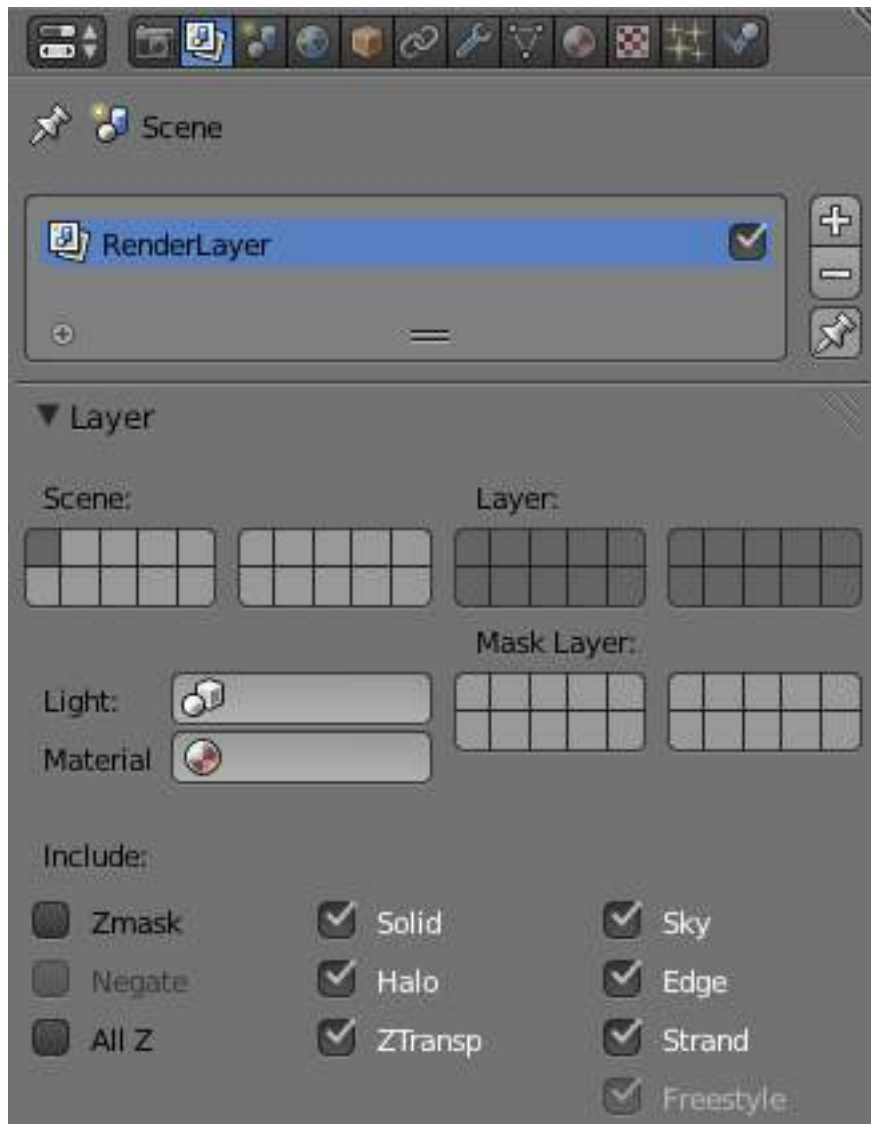 Scene
RenderLayer
Layer
Scene: Layer:
Mask Layer:
Light:
Material
Include:
Zmask Solid Sky
Negate Halo Edge
All Z ZTransp Strand
Freestyle